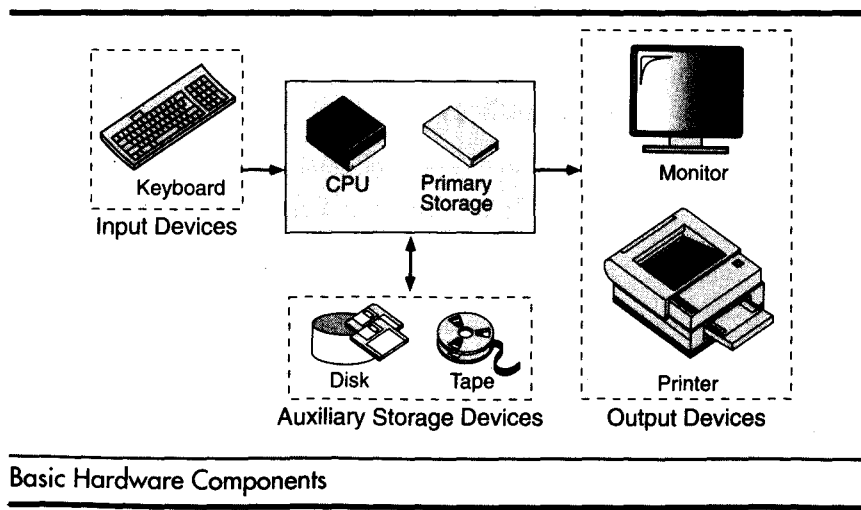 Keyboard
Input Devices
CPU
Primary
Storage
Monitor
Printer
Output Devices
Disk
Tape
Auxiliary Storage Devices
Basic Hardware Components